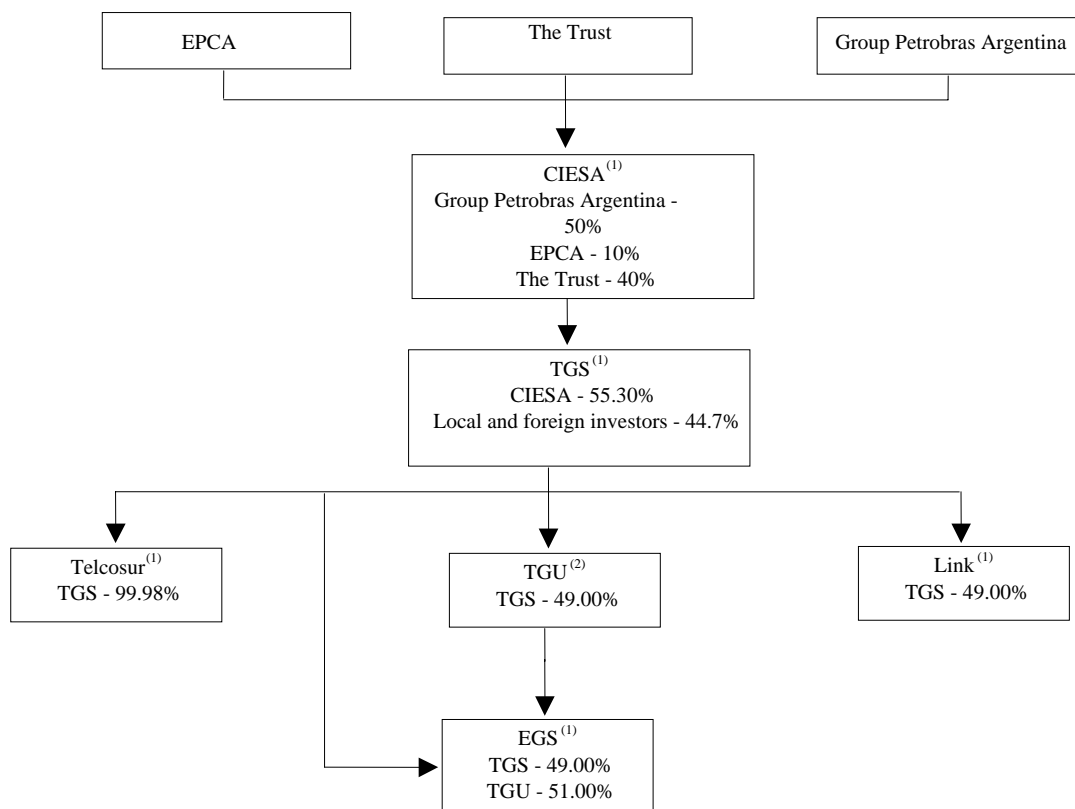 EPCA
The Trust
Group Petrobras Argentina
CIESA (1)
Group Petrobras Argentina -
50%
EPCA - 10%
The Trust - 40%
TGS (1)
CIESA - 55.30%
Local and foreign investors - 44.7%
Telcosur (1)
TGS - 99.98%
TGU (2)
TGS - 49.00%
Link (1)
TGS - 49.00%
EGS (1)
TGS - 49.00%
TGU - 51.00%